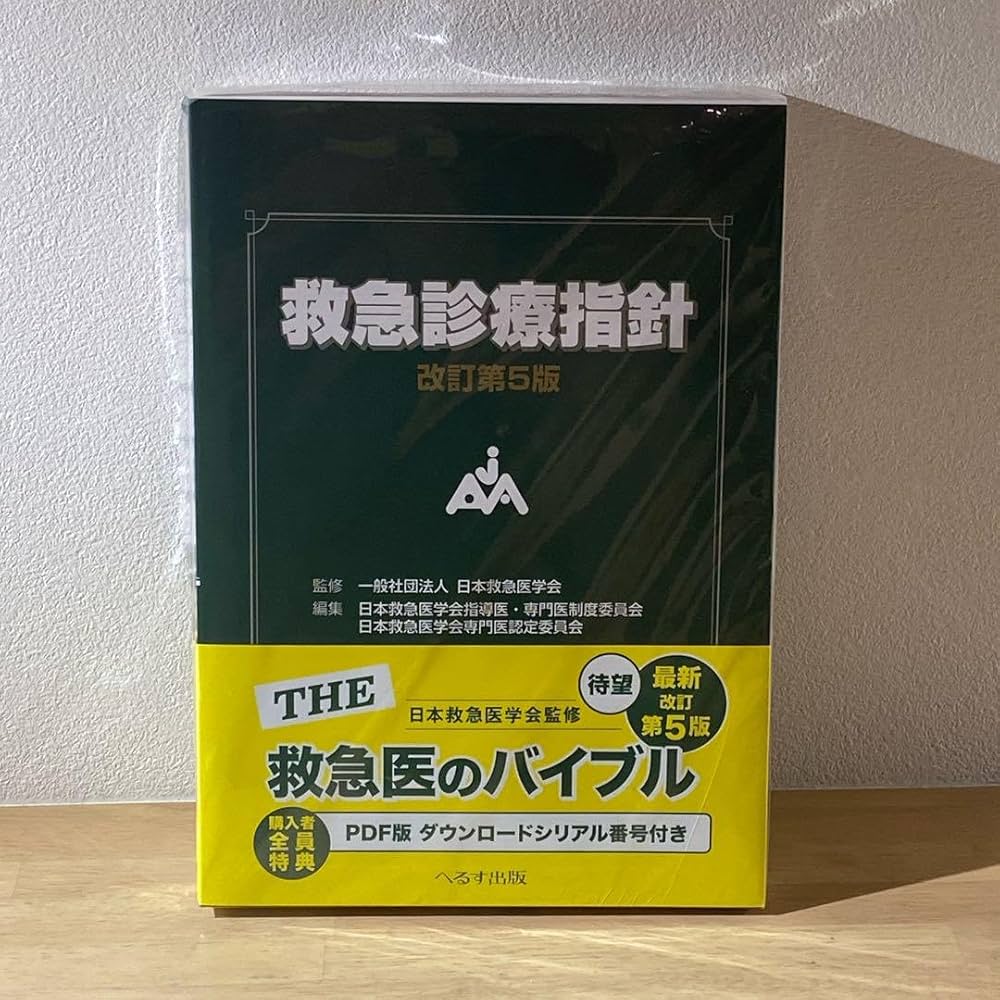 救急診療指針
改訂第5版
JAAM
監修 一般社団法人 日本救急医学会
編集 日本救急医学会指導医・専門医制度委員会
日本救急医学会専門医認定委員会
THE
日本救急医学会監修
待望
最新
改訂
第5版
救急医のバイブル
購入者
全員
特典
PDF版 ダウンロードシリアル番号付き
へるす出版